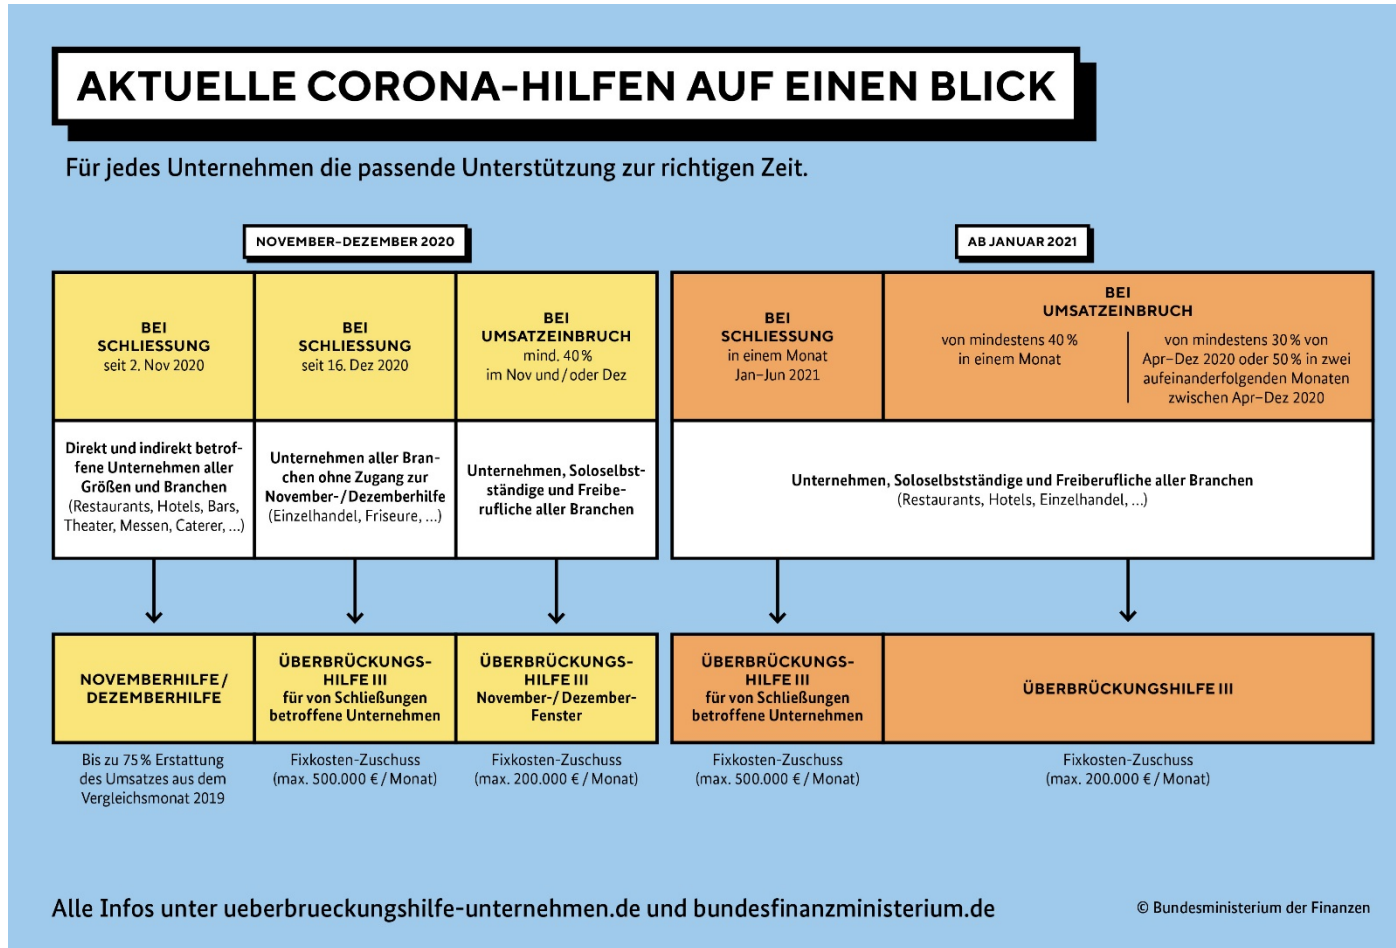 AKTUELLE CORONA-HILFEN AUF EINEN BLICK
Für jedes Unternehmen die passende Unterstützung zur richtigen Zeit.
NOVEMBER–DEZEMBER 2020
BEI
SCHLIESSUNG
seit 2. Nov 2020
BEI
SCHLIESSUNG
seit 16. Dez 2020
BEI
UMSATZEINBRUCH
mind. 40 %
im Nov und / oder Dez
Direkt und indirekt betrof-
fene Unternehmen aller
Größen und Branchen
(Restaurants, Hotels, Bars,
Theater, Messen, Caterer, ...)
Unternehmen aller Bran-
chen ohne Zugang zur
November-/Dezemberhilfe
(Einzelhandel, Friseure, ...)
Unternehmen, Soloselbst-
ständige und Freibe-
rufliche aller Branchen
NOVEMBERHILFE /
DEZEMBERHILFE
Bis zu 75 % Erstattung
des Umsatzes aus dem
Vergleichsmonat 2019
ÜBERBRÜCKUNGS-
HILFE III
für von Schließungen
betroffene Unternehmen
Fixkosten-Zuschuss
(max. 500.000 € / Monat)
ÜBERBRÜCKUNGS-
HILFE III
November-/ Dezember-
Fenster
Fixkosten-Zuschuss
(max. 200.000 € / Monat)
AB JANUAR 2021
BEI
SCHLIESSUNG
in einem Monat
Jan–Jun 2021
BEI
UMSATZEINBRUCH
von mindestens 40 %
in einem Monat
von mindestens 30 % von
Apr–Dez 2020 oder 50 % in zwei
aufeinanderfolgenden Monaten
zwischen Apr–Dez 2020
Unternehmen, Soloselbstständige und Freiberufliche aller Branchen
(Restaurants, Hotels, Einzelhandel, ...)
ÜBERBRÜCKUNGS-
HILFE III
für von Schließungen
betroffene Unternehmen
Fixkosten-Zuschuss
(max. 500.000 € / Monat)
ÜBERBRÜCKUNGSHILFE III
Fixkosten-Zuschuss
(max. 200.000 € / Monat)
Alle Infos unter ueberbrueckungshilfe-unternehmen.de und bundesfinanzministerium.de
© Bundesministerium der Finanzen